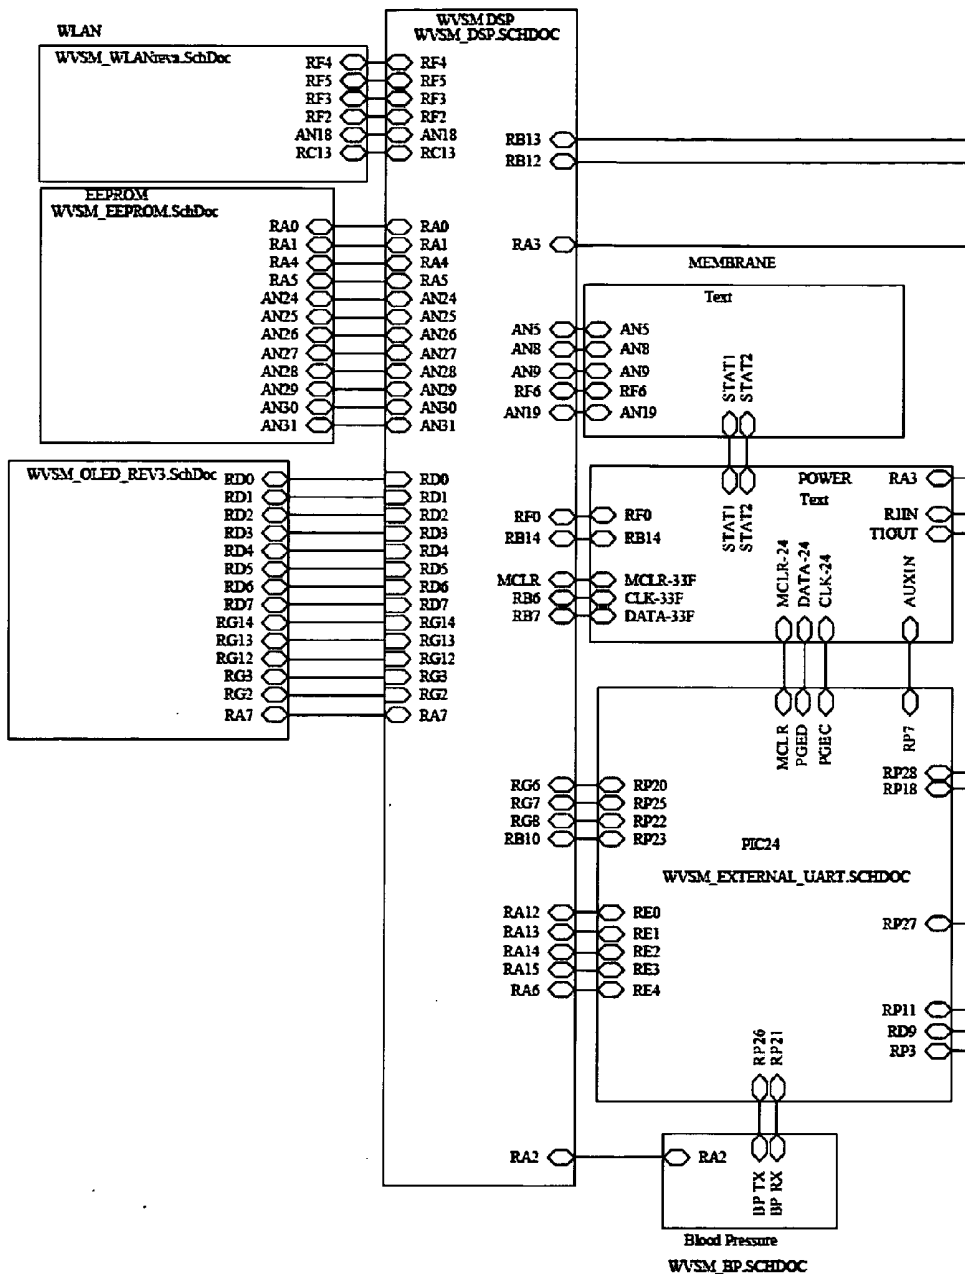 WLAN
WVSM_WLANreva.SchDoc
RF4
RF5
RF3
RF2
AN18
RC13
EEPROM
WVSM_EEPROM.SchDoc
RA0
RA1
RA4
RA5
AN24
AN25
AN26
AN27
AN28
AN29
AN30
AN31
WVSM_OLED_REV3.SchDoc
RD0
RD1
RD2
RD3
RD4
RD5
RD6
RD7
RG14
RG13
RG12
RG3
RG2
RA7
WVSM DSP
WVSM_DSP.SCHDOC
RF4
RF5
RF3
RF2
AN18
RC13
RA0
RA1
RA4
RA5
AN24
AN25
AN26
AN27
AN28
AN29
AN30
AN31
RD0
RD1
RD2
RD3
RD4
RD5
RD6
RD7
RG14
RG13
RG12
RG3
RG2
RA7
RB13
RB12
RA3
AN5
AN8
AN9
RF6
AN19
RF0
RB14
MCLR
RB6
RB7
RG6
RG7
RG8
RB10
RA12
RA13
RA14
RA15
RA6
RA2
MEMBRANE
Text
AN5
AN8
AN9
RF6
AN19
STAT1
STAT2
POWER
Text
RA3
R1IN
T1OUT
STAT1
STAT2
RF0
RB14
MCLR-33F
CLK-33F
DATA-33F
MCLR-24
DATA-24
CLK-24
AUXIN
MCLR
PGED
PGEC
RP7
RP28
RP18
RP20
RP25
RP22
RP23
PIC24
WVSM_EXTERNAL_UART.SCHDOC
RE0
RE1
RE2
RE3
RE4
RP27
RP11
RD9
RP3
RP26
RP21
RA2
BP TX
BP RX
Blood Pressure
WVSM_BP.SCHDOC